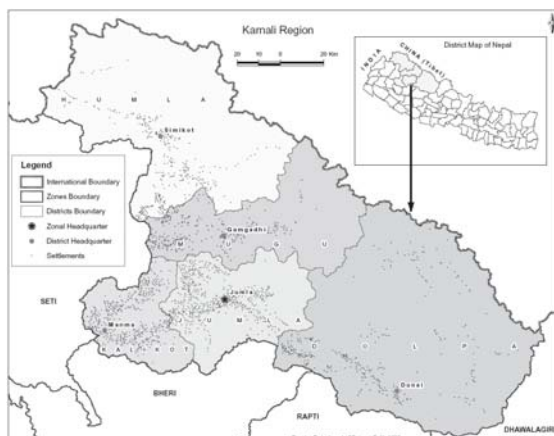 Karnali Region
20 10 0 20 Km
District Map of Nepal
INDIA
CHINA (Tibet)
HUMLA
Simikot
Legend
International Boundary
Zones Boundary
Districts Boundary
Zonal Headquarter
District Headquarter
Settlements
Gamgadhi
MUGU
SETI
Jumla
JUMLA
Manma
KALIKOT
DOLPA
Dunai
BHERI
RAPTI
DHAWALAGIRI